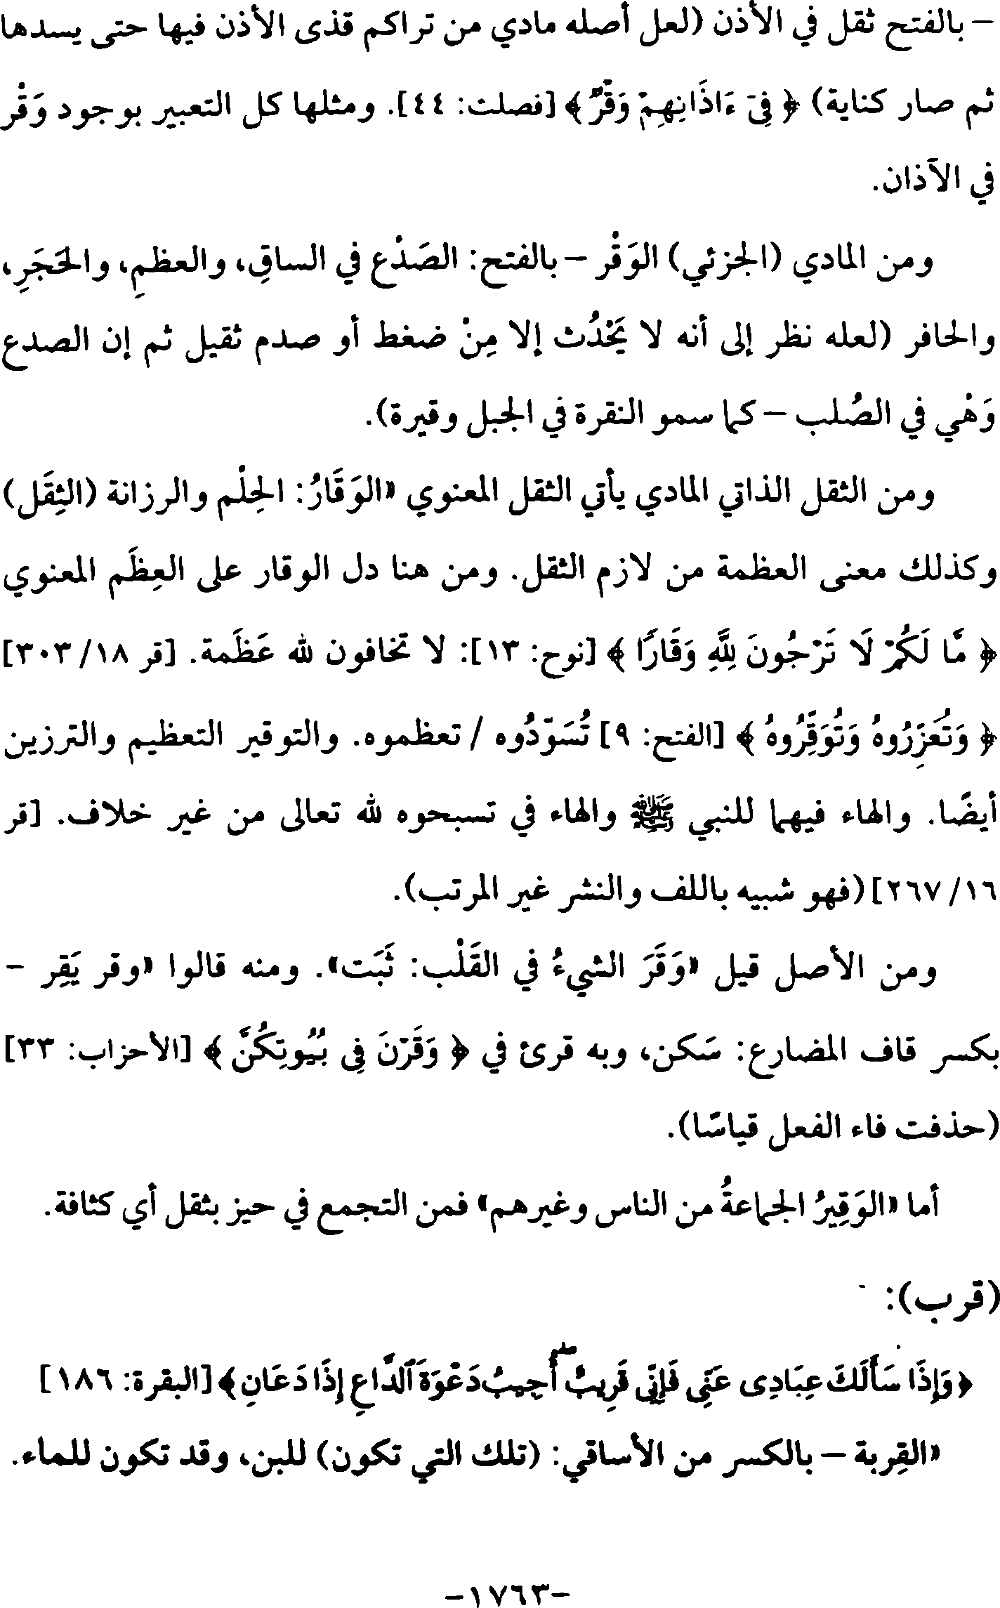 – بالفتح ثقل في الأذن (لعل أصله مادي من تراكم قذى الأذن فيها حتى يسدها
ثم صار كناية) ﴿ فِىٓ ءَاذَانِهِمۡ وَقۡرٌ ﴾ [فصلت: ٤٤]. ومثلها كل التعبير بوجود وَقْر
في الآذان.
ومن المادي (الجزئي) الوَقْر – بالفتح: الصَدْع في الساقِ، والعظمِ، والحَجَرِ،
والحافر (لعله نظر إلى أنه لا يَحْدُث إلا مِنْ ضغط أو صدم ثقيل ثم إن الصدع
وَهْي في الصُلب – كما سمو النقرة في الجبل وقيرة).
ومن الثقل الذاتي المادي يأتي الثقل المعنوي «الوَقَارُ: الحِلْم والرزانة (الثِقَل)
وكذلك معنى العظمة من لازم الثقل. ومن هنا دل الوقار على العِظَم المعنوي
﴿ مَّا لَكُمۡ لَا تَرۡجُونَ لِلَّهِ وَقَارًا ﴾ [نوح: ١٣]: لا تخافون لله عَظَمة. [قر ١٨/ ٣٠٣]
﴿ وَتُعَزِّرُوهُ وَتُوَقِّرُوهُ ﴾ [الفتح: ٩] تُسَوّدُوه / تعظموه. والتوقير التعظيم والترزين
أيضًا. والهاء فيهما للنبي ﷺ والهاء في تسبحوه لله تعالى من غير خلاف. [قر
١٦/ ٢٦٧] (فهو شبيه باللف والنشر غير المرتب).
ومن الأصل قيل «وَقَرَ الشيءُ في القَلْب: ثَبَت». ومنه قالوا «وقر يَقِر –
بكسر قاف المضارع: سَكن، وبه قرئ في ﴿ وَقَرۡنَ فِى بُيُوتِكُنَّ ﴾ [الأحزاب: ٣٣]
(حذفت فاء الفعل قياسًا).
أما «الوَقِيرُ الجماعةُ من الناس وغيرهم» فمن التجمع في حيز بثقل أي كثافة.
(قرب):
﴿وَإِذَا سَأَلَكَ عِبَادِى عَنِّى فَإِنِّى قَرِيبٌۖ أُجِيبُ دَعۡوَةَ ٱلدَّاعِ إِذَا دَعَانِ﴾ [البقرة: ١٨٦]
«القِربة – بالكسر من الأساقي: (تلك التي تكون) للبن، وقد تكون للماء.
-١٧٦٣-